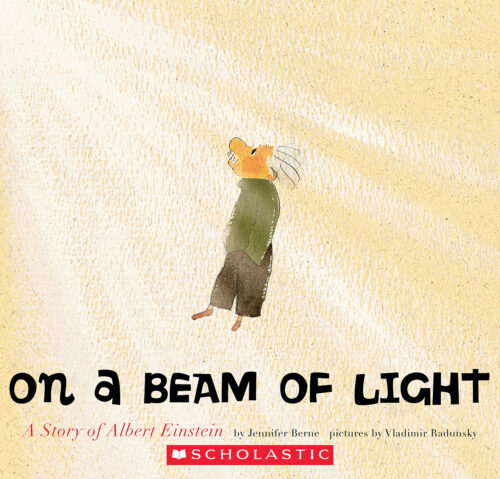 on a BEAM OF LIGHT
A Story of Albert Einstein by Jennifer Berne pictures by Vladimir Radunsky
SCHOLASTIC